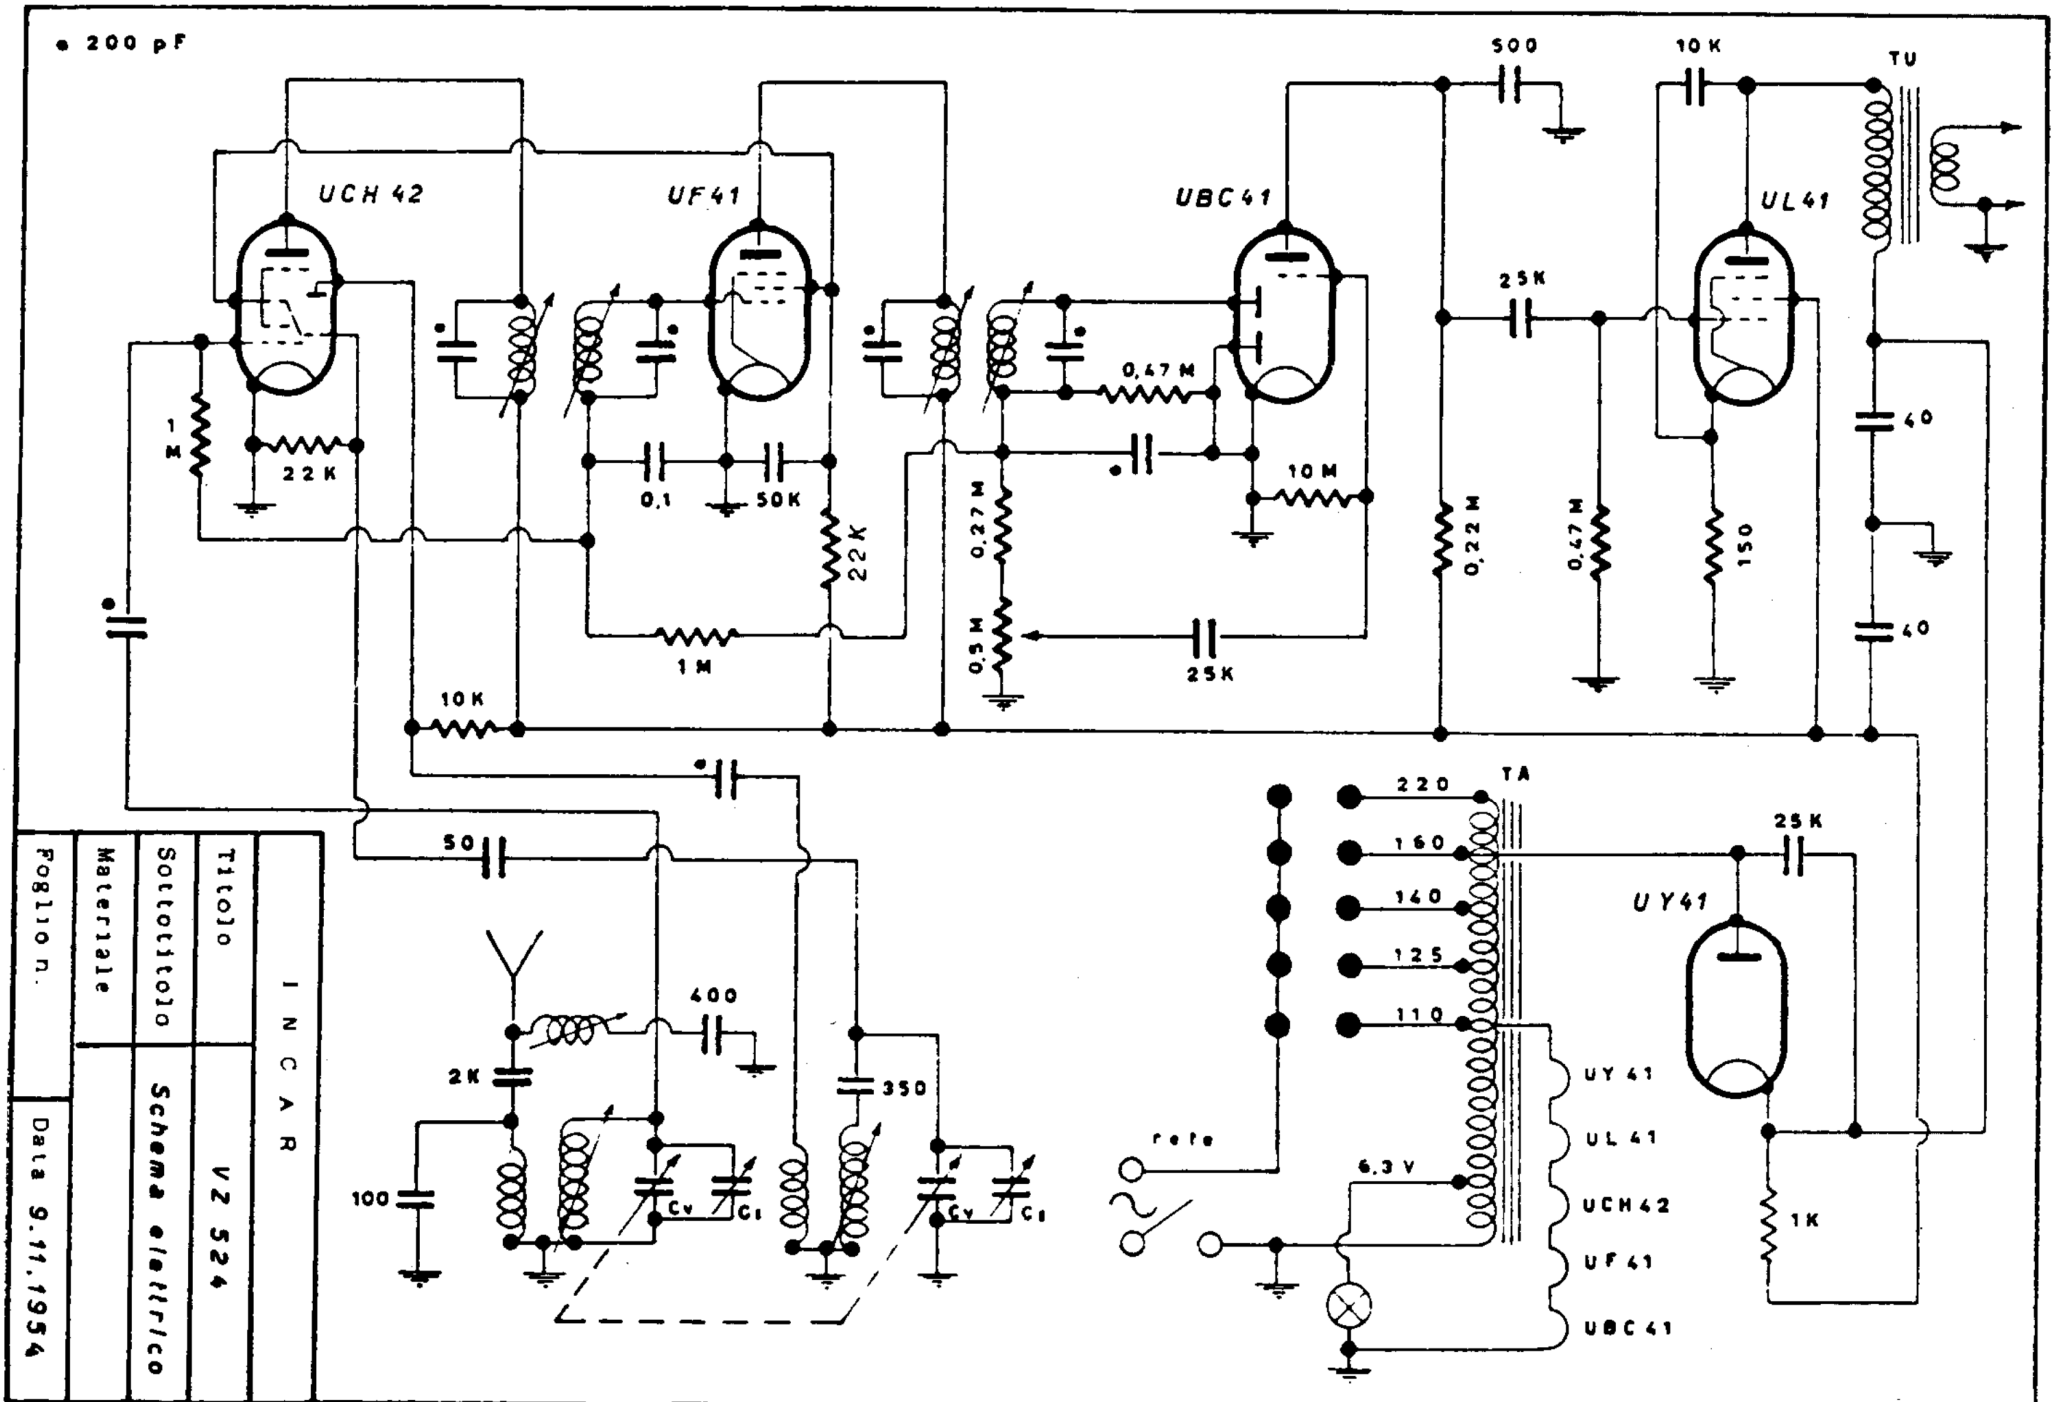 • 200 pF
500
10 K
TU
UCH 42
UF 41
UBC 41
UL 41
25 K
0,47 M
40
1 M
22 K
0,1
50 K
10 M
0,27 M
22 K
0,22 M
0,47 M
150
40
1 M
0,5 M
25 K
10 K
TA
220
50
25 K
160
140
UY 41
125
400
110
2K
350
UY 41
rete
UL 41
6,3 V
100
Cv
Cv
UCH 42
1 K
UF 41
UBC 41
INCAR
Titolo VZ 524
Sottotitolo Schema elettrico
Materiale
Foglio n. Data 9.11.1954